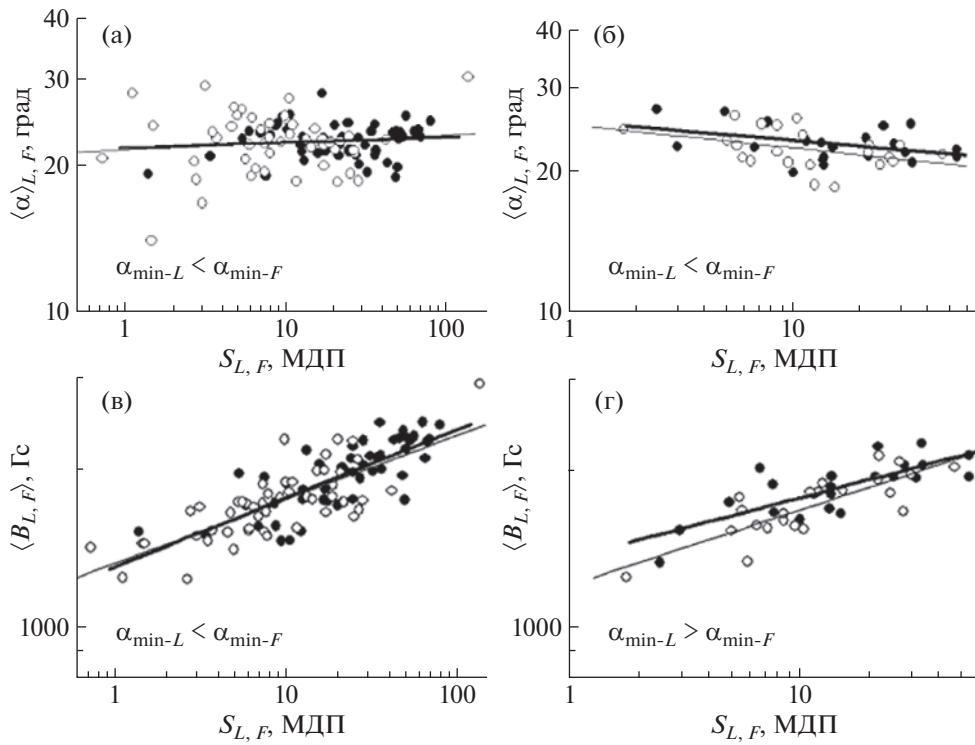 (а)
40
30
20
10
⟨α⟩L, F, град
αmin-L < αmin-F
1 10 100
SL, F, МДП
(б)
40
30
20
10
⟨α⟩L, F, град
αmin-L < αmin-F
1 10
SL, F, МДП
(в)
1000
⟨BL, F⟩, Гс
αmin-L < αmin-F
1 10 100
SL, F, МДП
(г)
1000
⟨BL, F⟩, Гс
αmin-L > αmin-F
1 10
SL, F, МДП